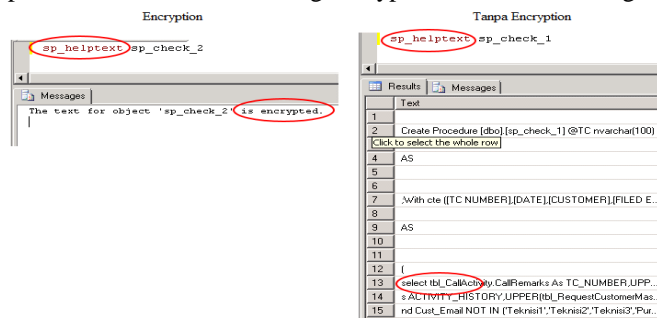 Encryption
sp_helptext sp_check_2
Messages
The text for object 'sp_check_2' is encrypted.
Tanpa Encryption
sp_helptext sp_check_1
Results Messages
Text
1
2 Create Procedure [dbo].[sp_check_1] @TC nvarchar(100)
Click to select the whole row
4 AS
5
6
7 ;With cte ([TC NUMBER],[DATE],[CUSTOMER],[FILED E...
8
9 AS
10
11
12 (
13 select tbl_CallActivity.CallRemarks As TC_NUMBER,UPP...
14 s ACTIVITY_HISTORY,UPPER(tbl_RequestCustomerMas...
15 nd Cust_Email NOT IN ('Teknisi1','Teknisi2','Teknisi3','Pur...